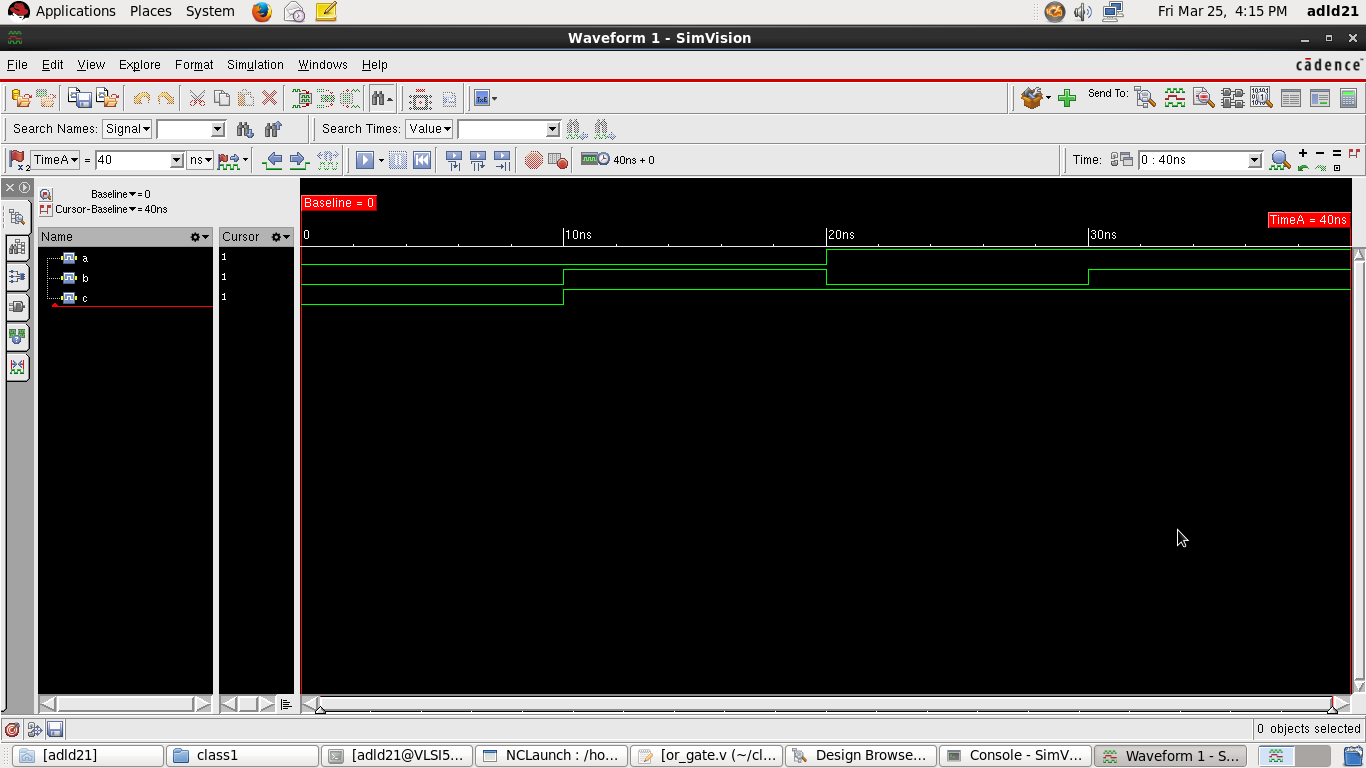 Applications Places System Fri Mar 25, 4:15 PM adld21
Waveform 1 - SimVision
File Edit View Explore Format Simulation Windows Help cādence
Send To:
Search Names: Signal Search Times: Value
TimeA = 40 ns 40ns + 0 Time: 0 : 40ns
Baseline = 0
Cursor-Baseline = 40ns
Baseline = 0
TimeA = 40ns
Name Cursor 0 10ns 20ns 30ns
a 1
b 1
c 1
0 objects selected
[adld21] class1 [adld21@VLSI5... NCLaunch : /ho... [or_gate.v (~/cl... Design Browse... Console - SimV... Waveform 1 - S...